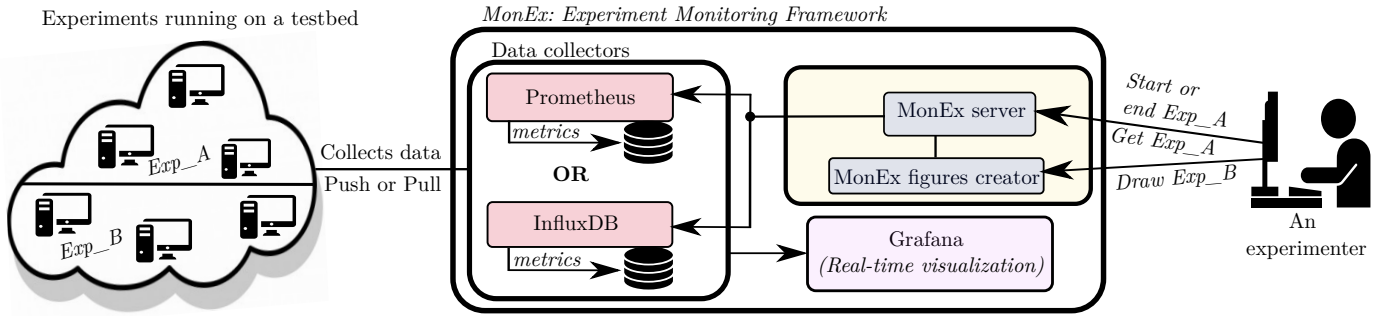 Experiments running on a testbed
Exp_A
Exp_B
Collects data
Push or Pull
MonEx: Experiment Monitoring Framework
Data collectors
Prometheus
metrics
OR
InfluxDB
metrics
MonEx server
MonEx figures creator
Grafana
(Real-time visualization)
Start or
end Exp_A
Get Exp_A
Draw Exp_B
An
experimenter